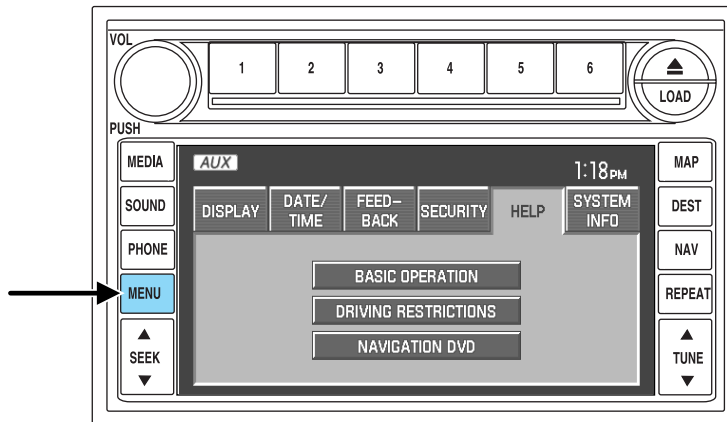 VOL
1 2 3 4 5 6
LOAD
PUSH
MEDIA
AUX
1:18PM
MAP
SOUND
DISPLAY
DATE/
TIME
FEED-
BACK
SECURITY
HELP
SYSTEM
INFO
DEST
PHONE
NAV
BASIC OPERATION
MENU
DRIVING RESTRICTIONS
REPEAT
NAVIGATION DVD
SEEK
TUNE